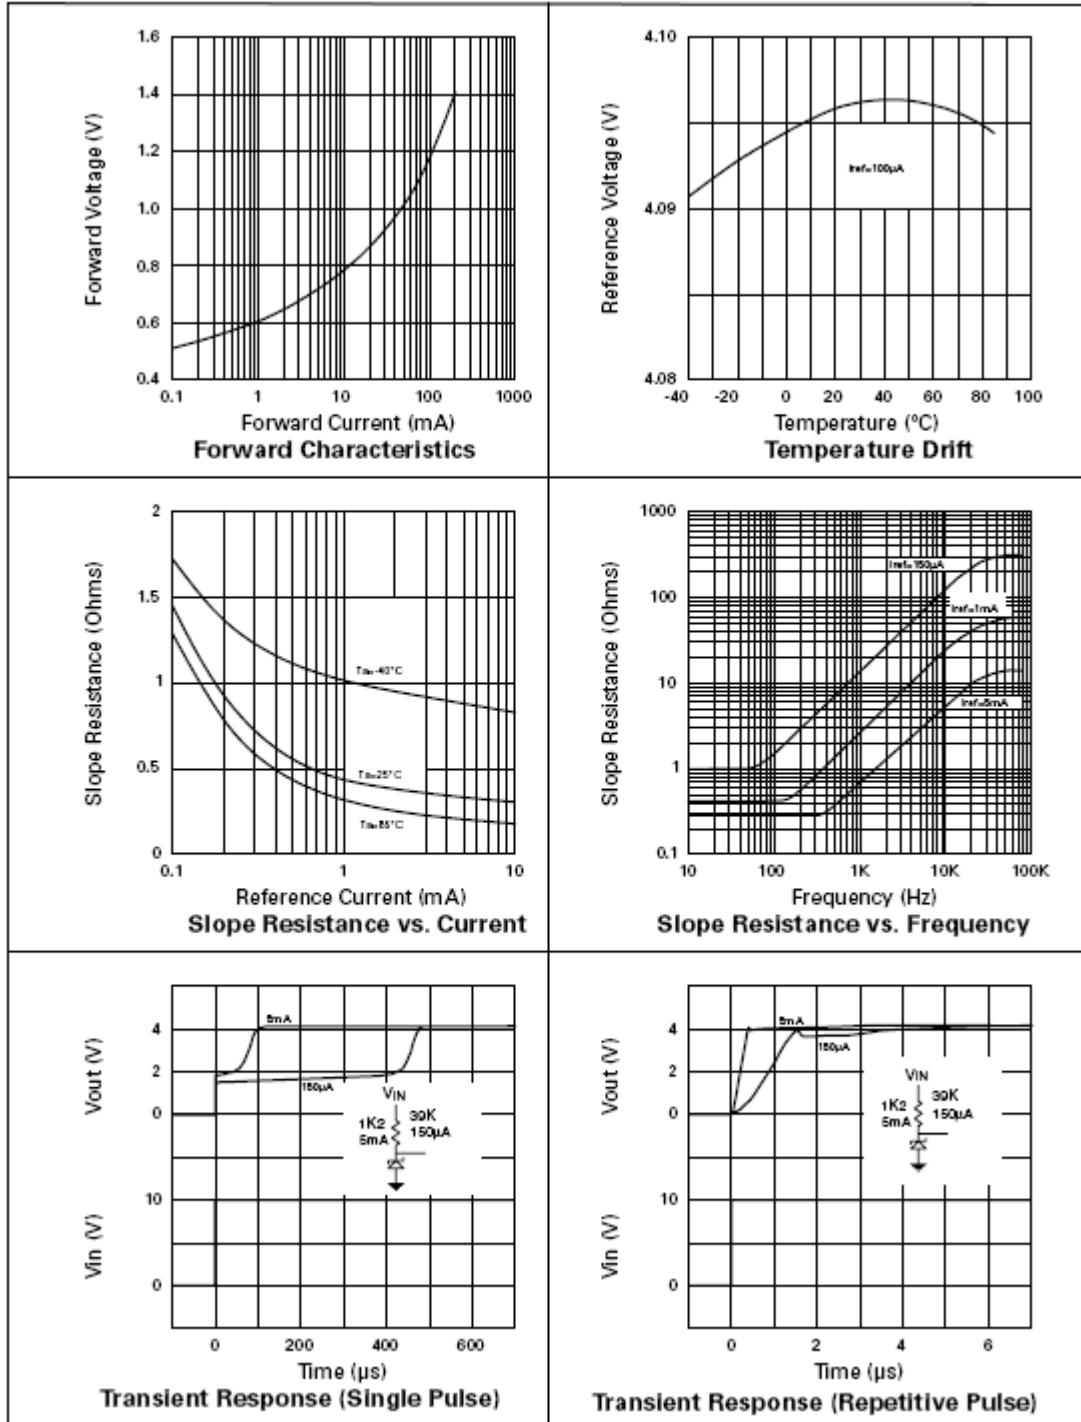 1.6
1.4
1.2
1.0
0.8
0.6
0.4
Forward Voltage (V)
0.1 1 10 100 1000
Forward Current (mA)
Forward Characteristics
4.10
4.09
4.08
Reference Voltage (V)
Iref=100µA
-40 -20 0 20 40 60 80 100
Temperature (ºC)
Temperature Drift
2
1.5
1
0.5
0
Slope Resistance (Ohms)
Ta=-40°C
Ta=25°C
Ta=85°C
0.1 1 10
Reference Current (mA)
Slope Resistance vs. Current
1000
100
10
1
0.1
Slope Resistance (Ohms)
Iref=150µA
Iref=1mA
Iref=5mA
10 100 1K 10K 100K
Frequency (Hz)
Slope Resistance vs. Frequency
4
2
0
10
0
Vout (V)
Vin (V)
5mA
150µA
VIN
1K2
5mA
39K
150µA
0 200 400 600
Time (µs)
Transient Response (Single Pulse)
4
2
0
10
0
Vout (V)
Vin (V)
5mA
150µA
VIN
1K2
5mA
39K
150µA
0 2 4 6
Time (µs)
Transient Response (Repetitive Pulse)